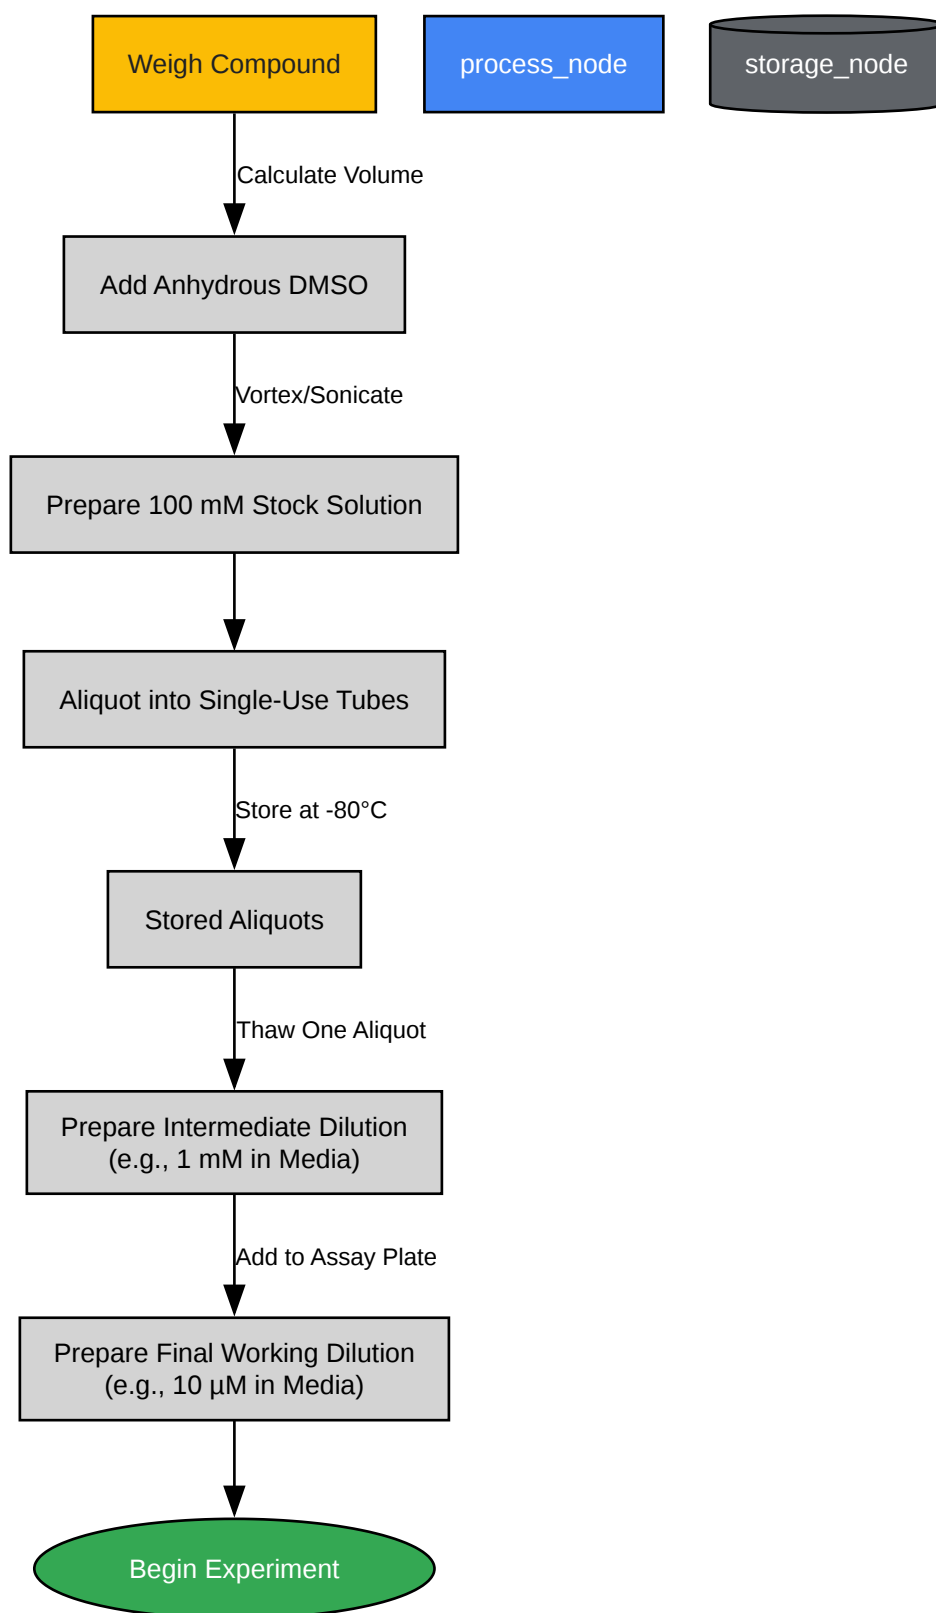 Weigh Compound
process_node
storage_node
Calculate Volume
Add Anhydrous DMSO
Vortex/Sonicate
Prepare 100 mM Stock Solution
Aliquot into Single-Use Tubes
Store at -80°C
Stored Aliquots
Thaw One Aliquot
Prepare Intermediate Dilution
(e.g., 1 mM in Media)
Add to Assay Plate
Prepare Final Working Dilution
(e.g., 10 µM in Media)
Begin Experiment